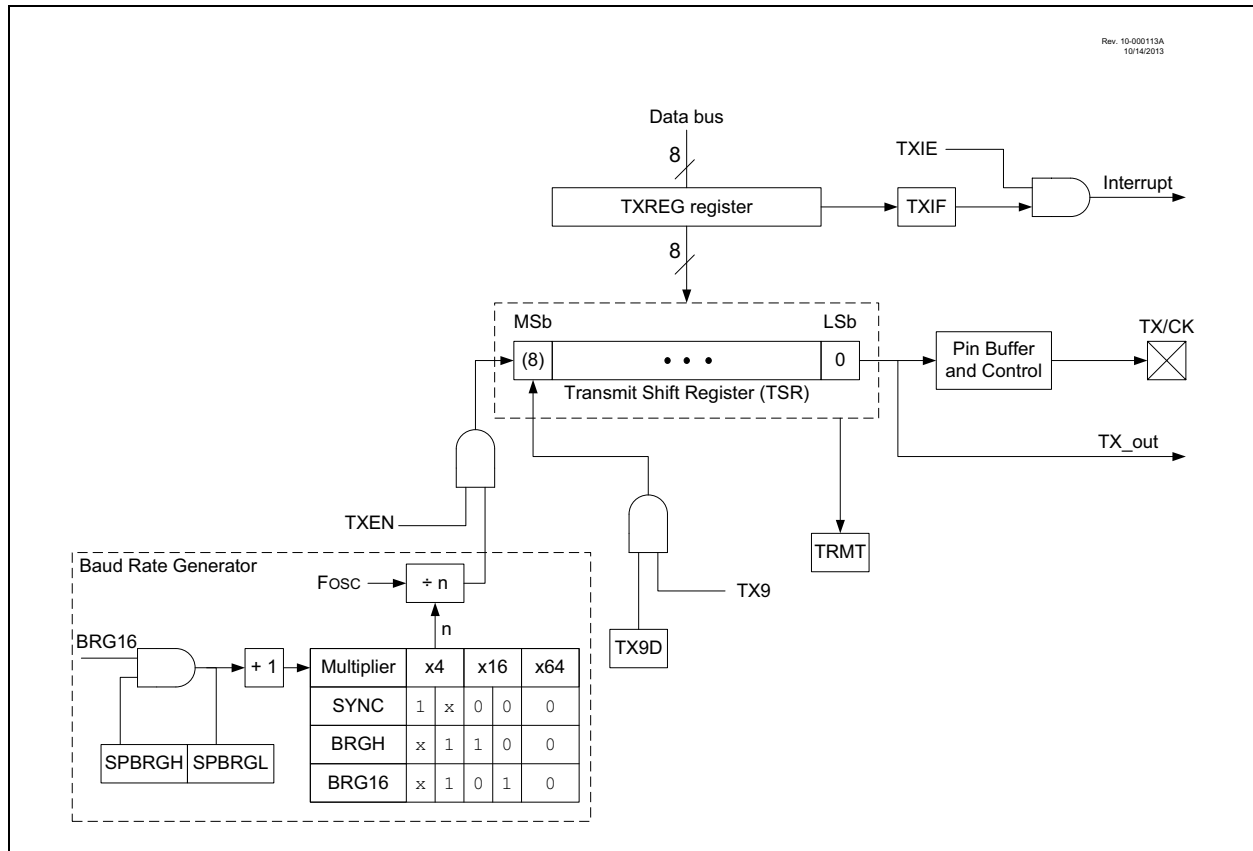 Rev. 10-000113A
10/14/2013
Data bus
8
TXIE
Interrupt
TXREG register
TXIF
8
MSb
LSb
TX/CK
(8)
• • •
0
Pin Buffer
and Control
Transmit Shift Register (TSR)
TX_out
TXEN
TRMT
Baud Rate Generator
FOSC
÷ n
TX9
n
TX9D
BRG16
+ 1
Multiplier x4 x16 x64
SYNC 1 x 0 0 0
BRGH x 1 1 0 0
BRG16 x 1 0 1 0
SPBRGH SPBRGL